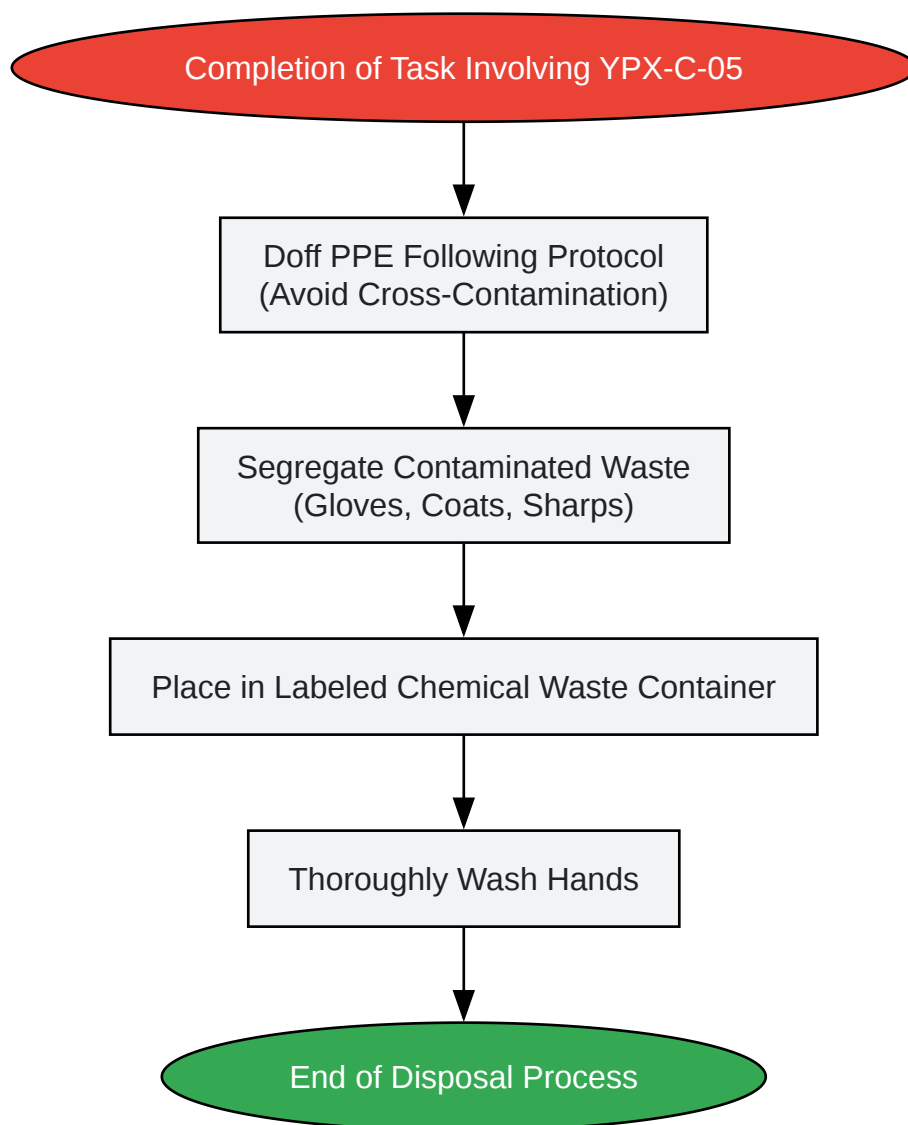 Completion of Task Involving YPX-C-05
Doff PPE Following Protocol
(Avoid Cross-Contamination)
Segregate Contaminated Waste
(Gloves, Coats, Sharps)
Place in Labeled Chemical Waste Container
Thoroughly Wash Hands
End of Disposal Process